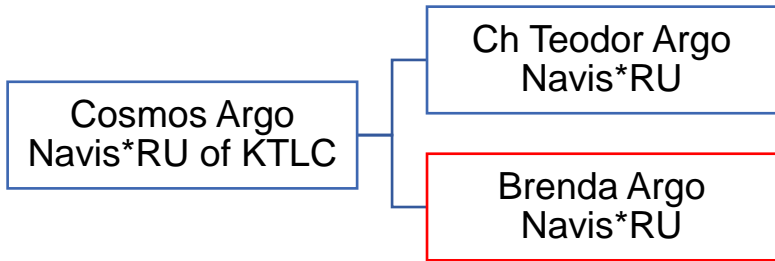 Cosmos Argo
Navis*RU of KTLC
Ch Teodor Argo
Navis*RU
Brenda Argo
Navis*RU